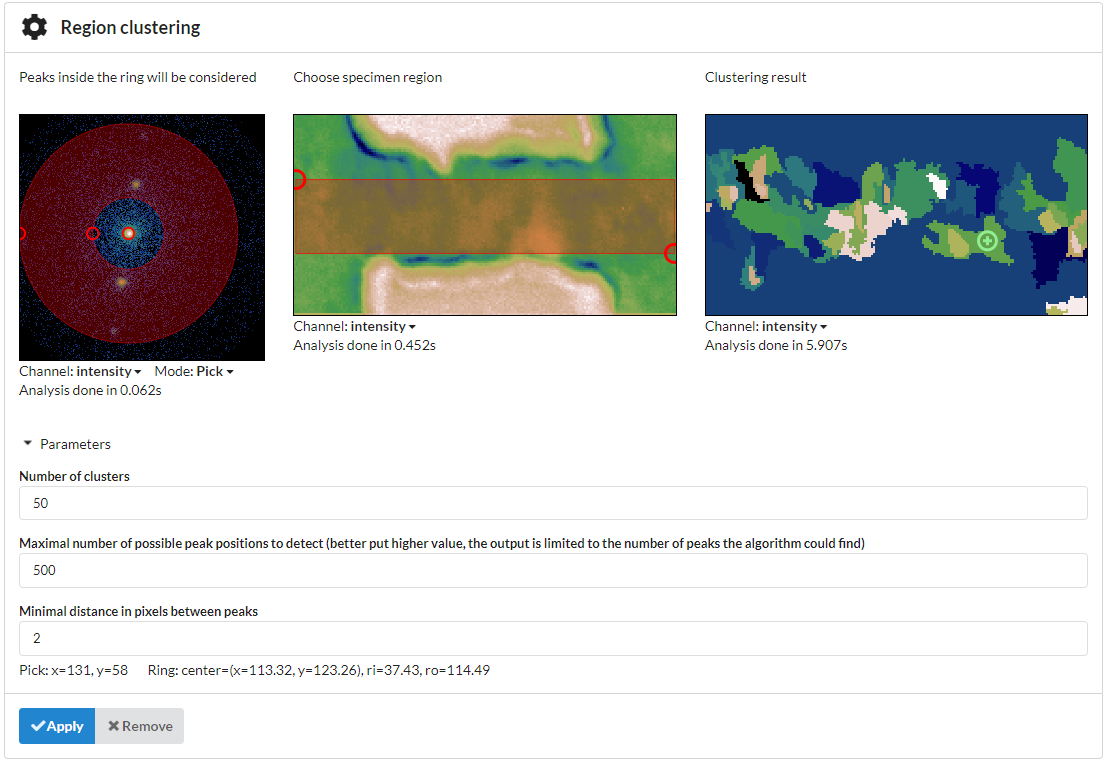 Region clustering
Peaks inside the ring will be considered
Choose specimen region
Clustering result
Channel: intensity Mode: Pick
Analysis done in 0.062s
Channel: intensity
Analysis done in 0.452s
Channel: intensity
Analysis done in 5.907s
Parameters
Number of clusters
50
Maximal number of possible peak positions to detect (better put higher value, the output is limited to the number of peaks the algorithm could find)
500
Minimal distance in pixels between peaks
2
Pick: x=131, y=58 Ring: center=(x=113.32, y=123.26), ri=37.43, ro=114.49
Apply Remove